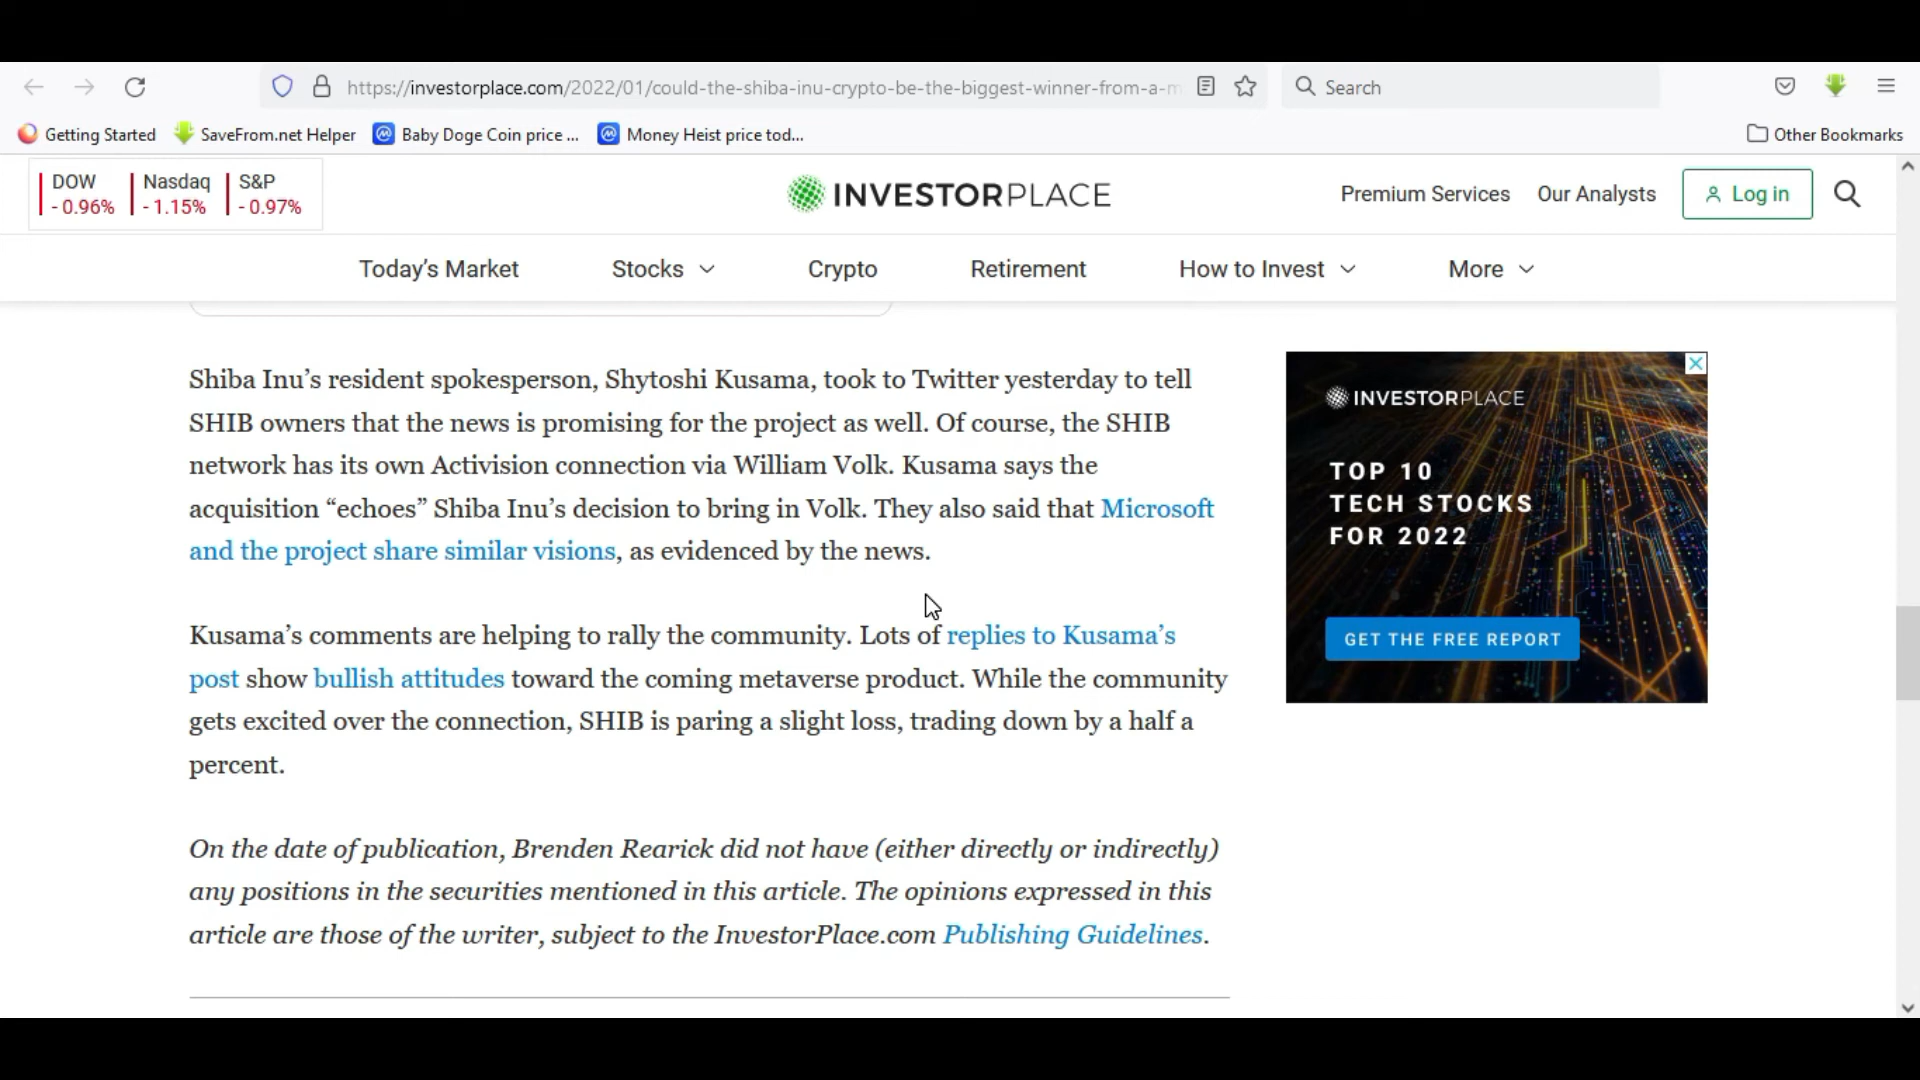 https://investorplace.com/2022/01/could-the-shiba-inu-crypto-be-the-biggest-winner-from-a-m
Search
Getting Started
SaveFrom.net Helper
Baby Doge Coin price ...
Money Heist price tod...
Other Bookmarks
DOW Nasdaq S&P
- 0.96% - 1.15% - 0.97%
INVESTORPLACE
Premium Services
Our Analysts
Log in
Today's Market
Stocks
Crypto
Retirement
How to Invest
More
Shiba Inu's resident spokesperson, Shytoshi Kusama, took to Twitter yesterday to tell
SHIB owners that the news is promising for the project as well. Of course, the SHIB
network has its own Activision connection via William Volk. Kusama says the
acquisition “echoes” Shiba Inu's decision to bring in Volk. They also said that Microsoft
and the project share similar visions, as evidenced by the news.
Kusama's comments are helping to rally the community. Lots of replies to Kusama's
post show bullish attitudes toward the coming metaverse product. While the community
gets excited over the connection, SHIB is paring a slight loss, trading down by a half a
percent.
On the date of publication, Brenden Rearick did not have (either directly or indirectly)
any positions in the securities mentioned in this article. The opinions expressed in this
article are those of the writer, subject to the InvestorPlace.com Publishing Guidelines.
INVESTORPLACE
TOP 10
TECH STOCKS
FOR 2022
GET THE FREE REPORT